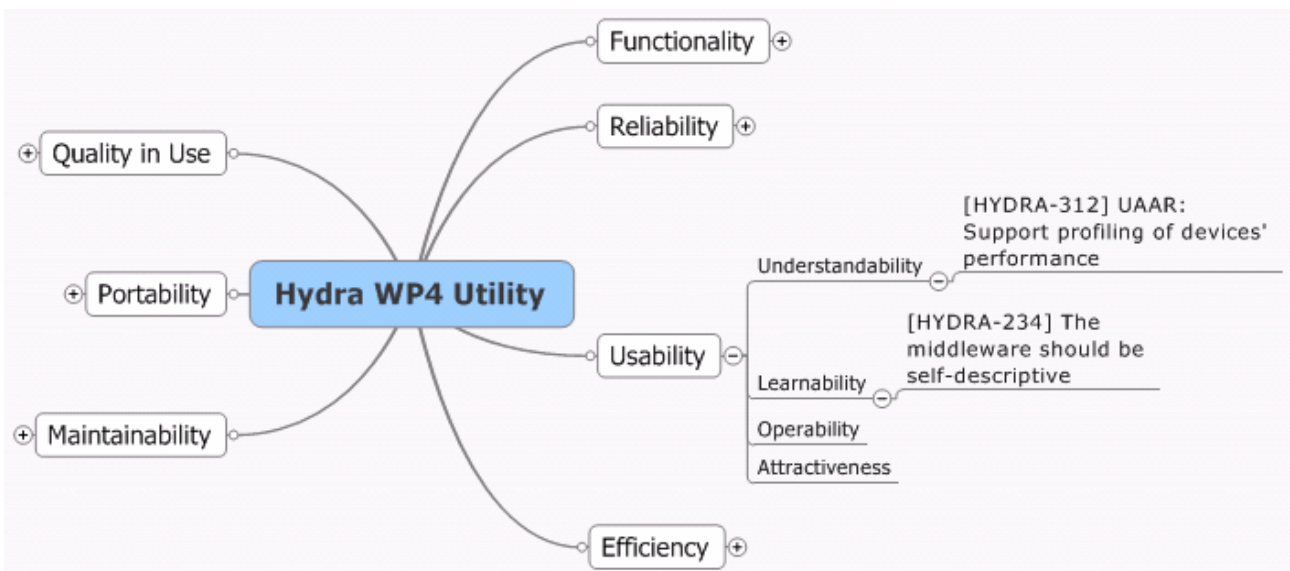 Functionality
Reliability
Quality in Use
[HYDRA-312] UAAR:
Support profiling of devices'
performance
Understandability
Portability
Hydra WP4 Utility
[HYDRA-234] The
middleware should be
self-descriptive
Usability
Learnability
Operability
Maintainability
Attractiveness
Efficiency